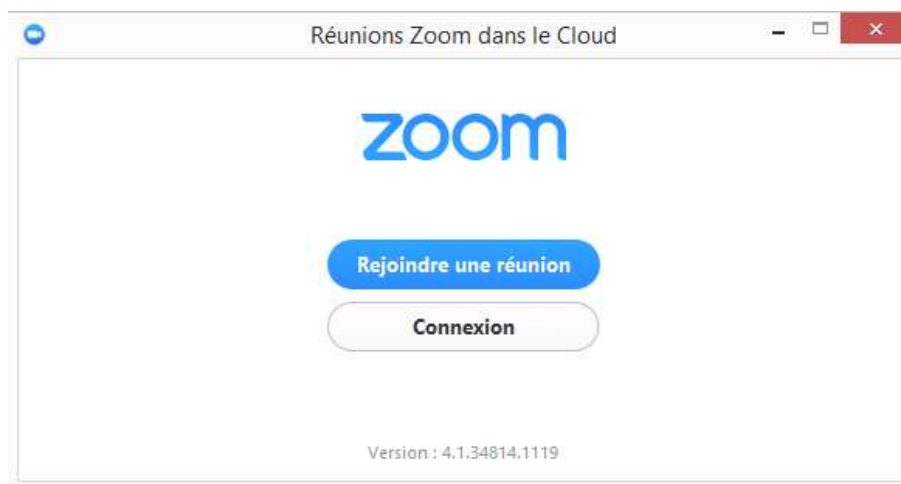 Réunions Zoom dans le Cloud
zoom
Rejoindre une réunion
Connexion
Version : 4.1.34814.1119